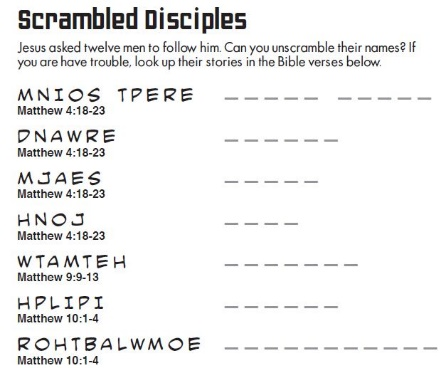 Scrambled Disciples
Jesus asked twelve men to follow him. Can you unscramble their names? If
you are have trouble, look up their stories in the Bible verses below.
MNIOS TPERE
Matthew 4:18-23
DNAWRE
Matthew 4:18-23
MJAES
Matthew 4:18-23
HNOJ
Matthew 4:18-23
WTAMTEH
Matthew 9:9-13
HPLIPI
Matthew 10:1-4
ROHTBALWMOE
Matthew 10:1-4